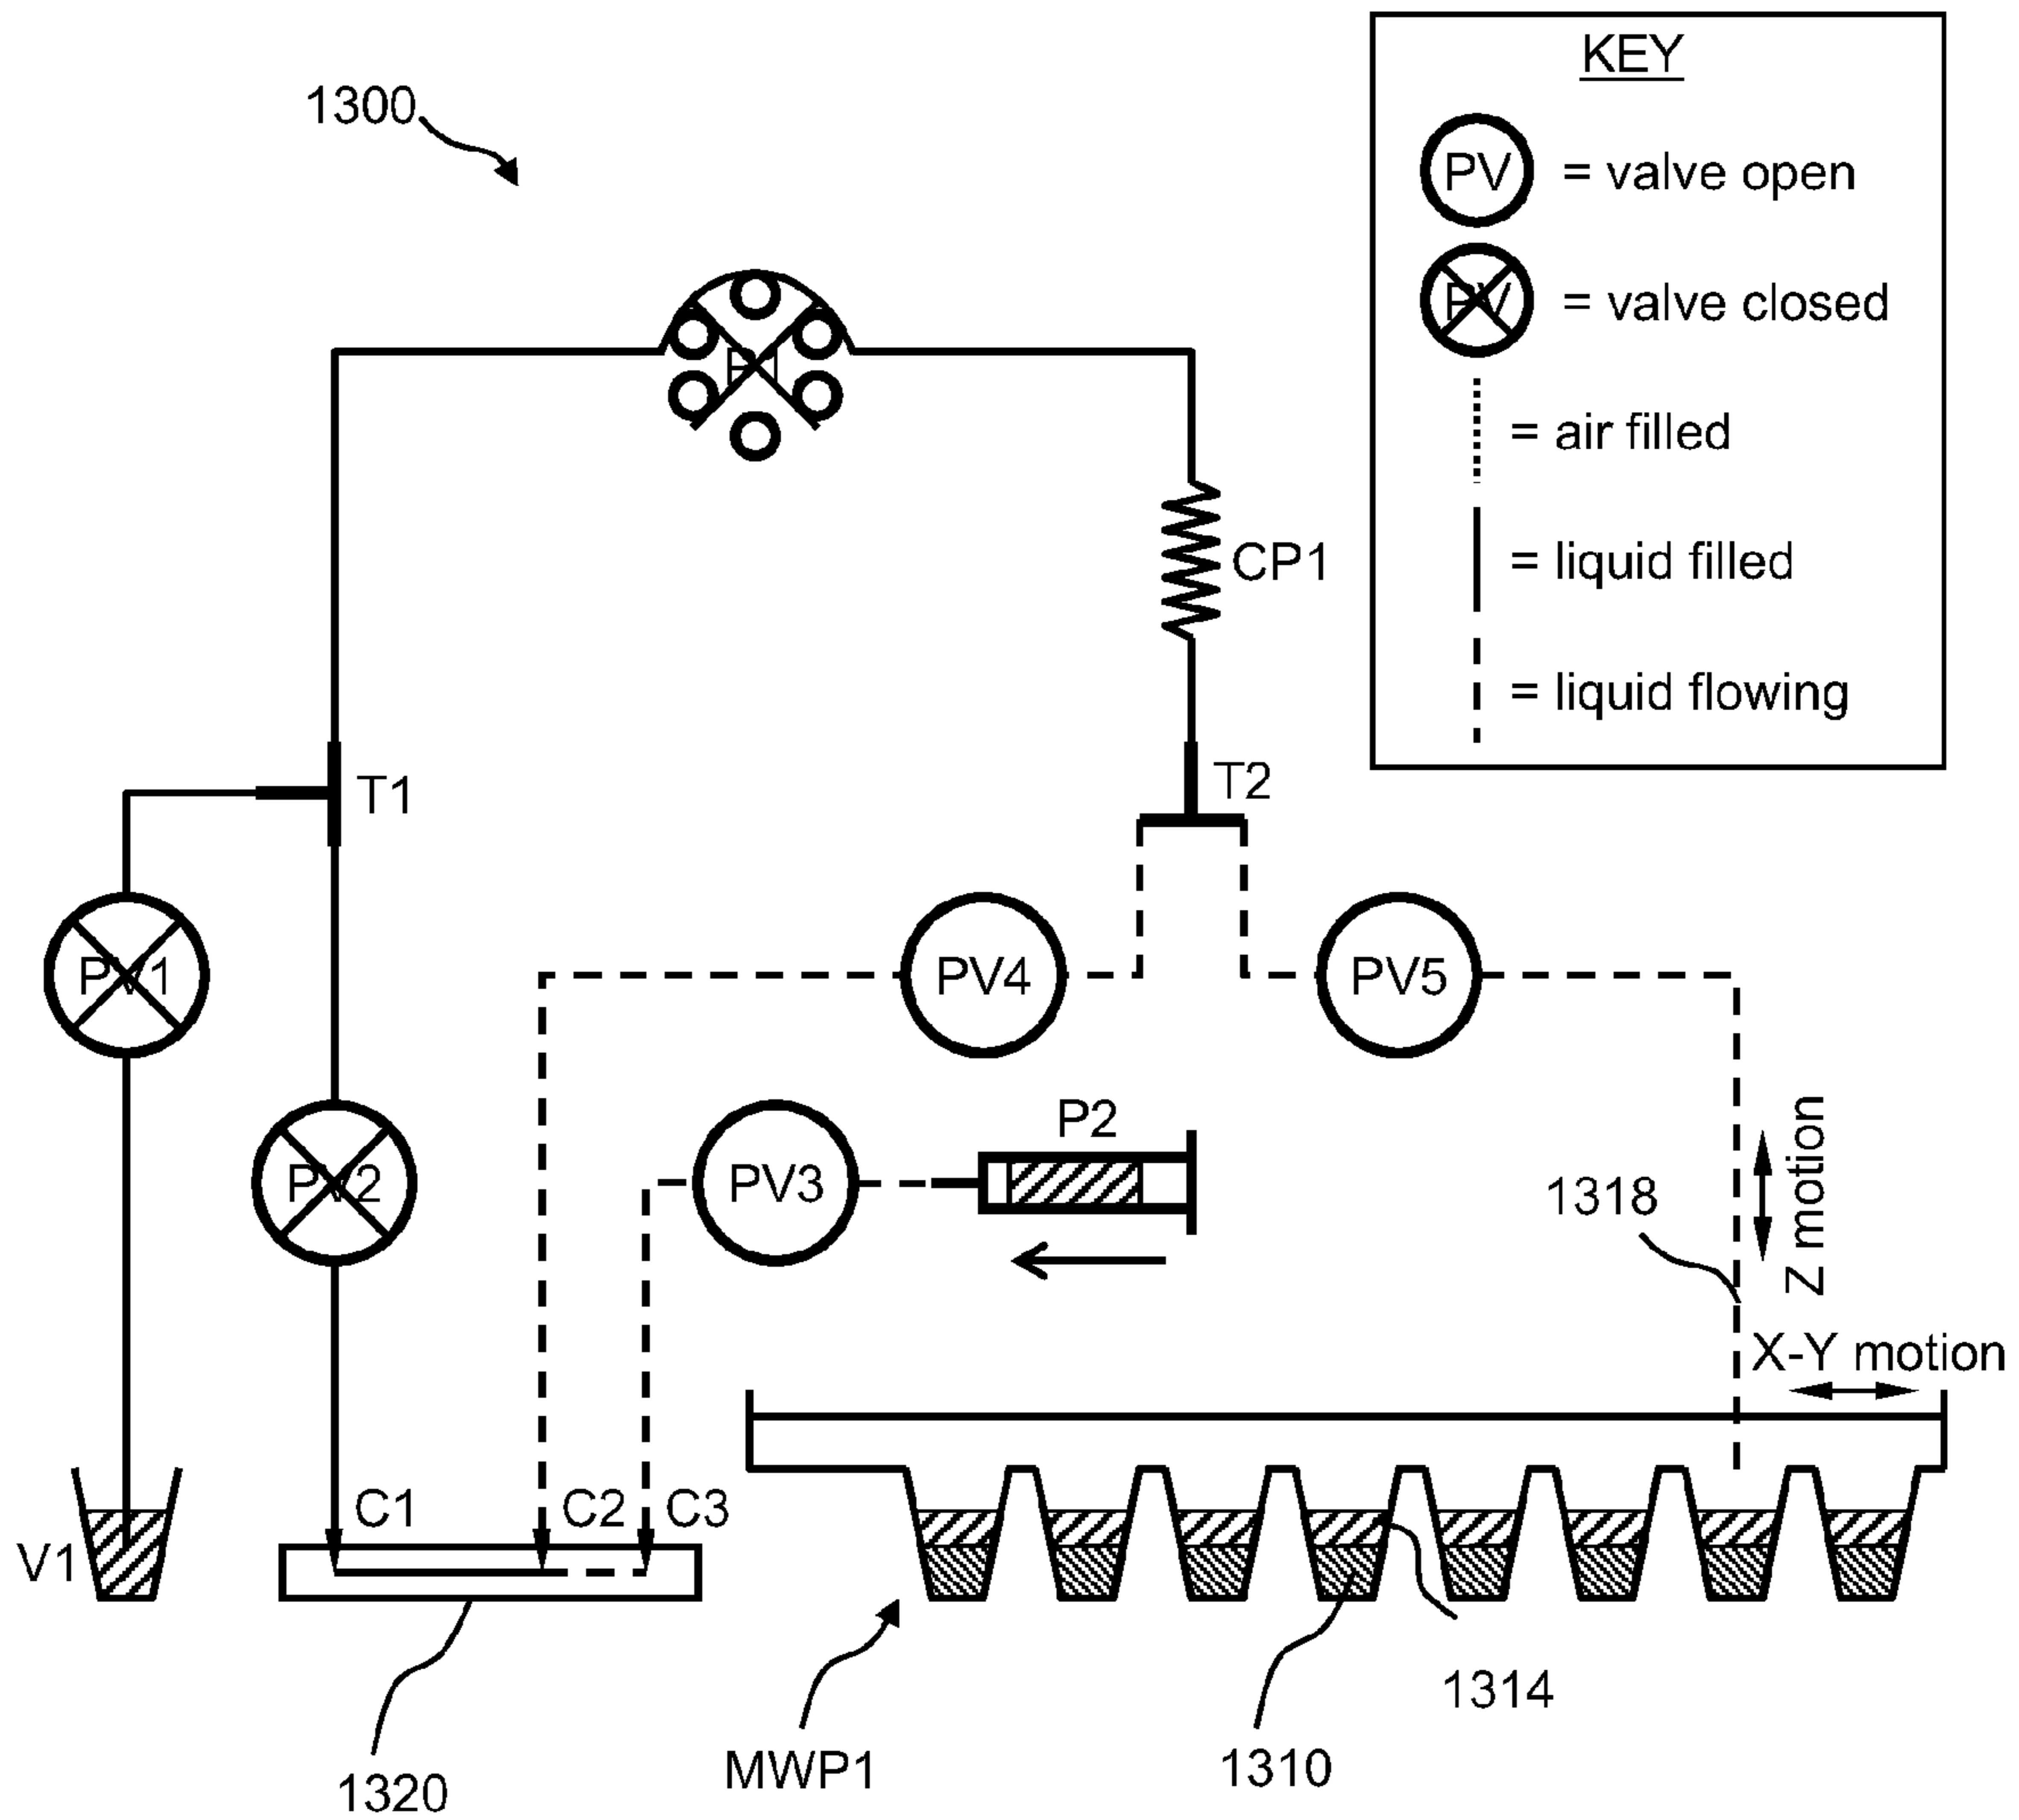 KEY
1300
PV = valve open
PV = valve closed
= air filled
= liquid filled
= liquid flowing
P1
CP1
T1
T2
PV1
PV4
PV5
PV2
PV3
P2
Z motion
1318
X-Y motion
C1
C2
C3
V1
1314
MWP1
1310
1320